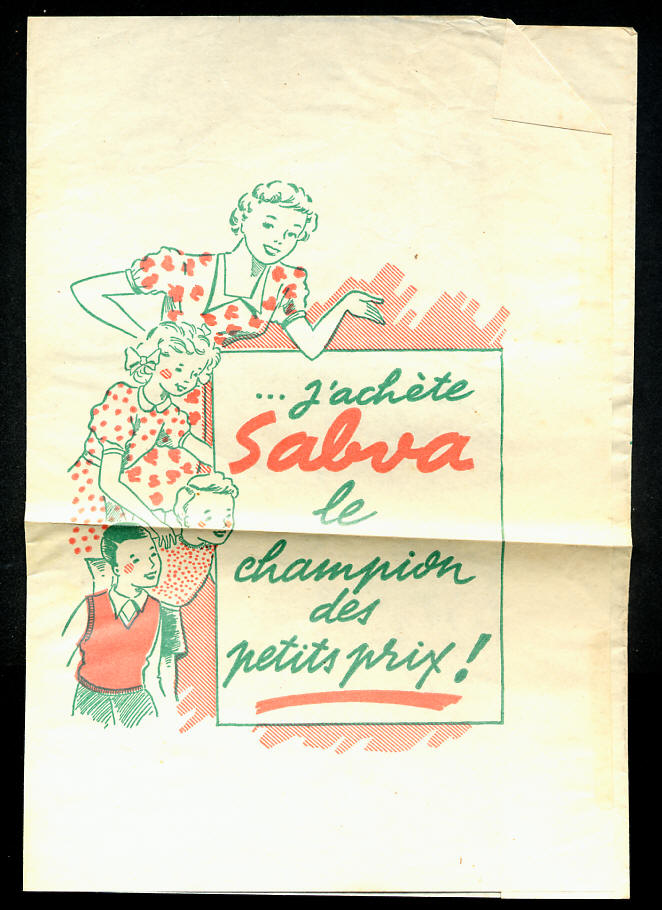 ... J'achète
Sabva
le
champion
des
petits prix!